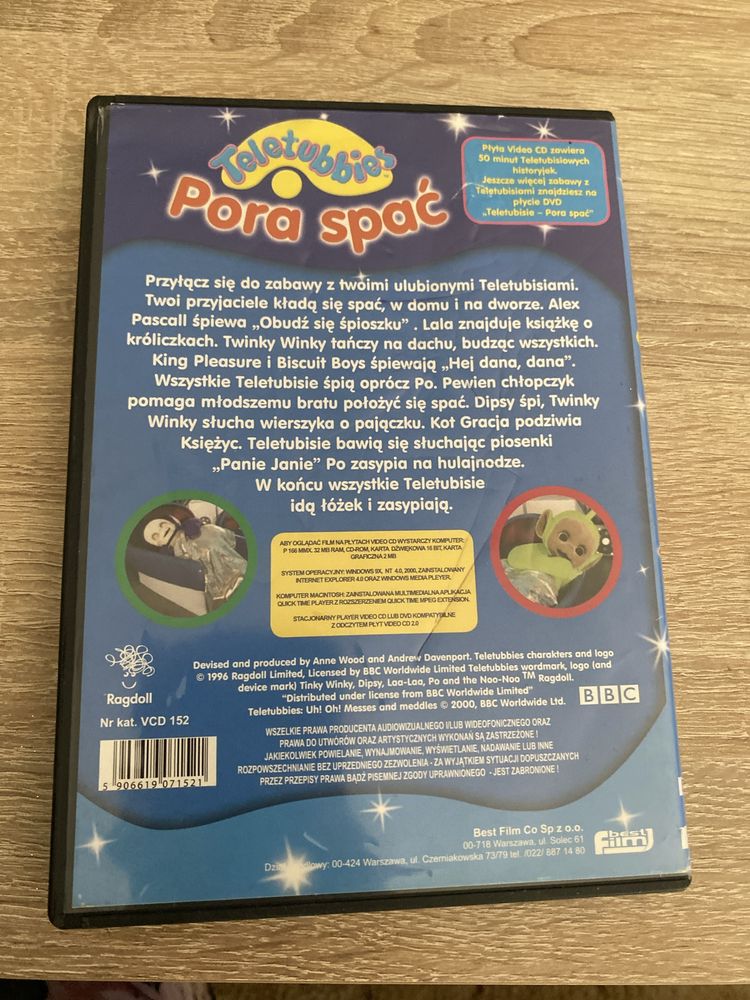 Teletubbies™
Pora spać
Płyta Video CD zawiera
50 minut Teletubisiowych
historyjek.
Jeszcze więcej zabawy z
Teletubisiami znajdziesz na
płycie DVD
„Teletubisie – Pora spać”
Przyłącz się do zabawy z twoimi ulubionymi Teletubisiami.
Twoi przyjaciele kładą się spać, w domu i na dworze. Alex
Pascall śpiewa „Obudź się śpioszku” . Lala znajduje książkę o
króliczkach. Twinky Winky tańczy na dachu, budząc wszystkich.
King Pleasure i Biscuit Boys śpiewają „Hej dana, dana”.
Wszystkie Teletubisie śpią oprócz Po. Pewien chłopczyk
pomaga młodszemu bratu położyć się spać. Dipsy śpi, Twinky
Winky słucha wierszyka o pajączku. Kot Gracja podziwia
Księżyc. Teletubisie bawią się słuchając piosenki
„Panie Janie” Po zasypia na hulajnodze.
W końcu wszystkie Teletubisie
idą łóżek i zasypiają.
ABY OGLĄDAĆ FILM NA PŁYTACH VIDEO CD WYSTARCZY KOMPUTER:
P 166 MMX, 32 MB RAM, CD-ROM, KARTA DŹWIĘKOWA 16 BIT, KARTA
GRAFICZNA 2 MB
SYSTEM OPERACYJNY: WINDOWS 9X, NT 4.0, 2000, ZAINSTALOWANY
INTERNET EXPLORER 4.0 ORAZ WINDOWS MEDIA PLEYER.
KOMPUTER MACINTOSH: ZAINSTALOWANA MULTIMEDIALNA APLIKACJA
QUICK TIME PLAYER Z ROZSZERZENIEM QUICK TIME MPEG EXTENSION.
STACJONARNY PLAYER VIDEO CD LUB DVD KOMPATYBILNE
Z ODCZYTEM PŁYT VIDEO CD 2.0
Ragdoll
Devised and produced by Anne Wood and Andrew Davenport. Teletubbies charakters and logo
© 1996 Ragdoll Limited, Licensed by BBC Worldwide Limited Teletubbies wordmark, logo (and
device mark) Tinky Winky, Dipsy, Laa-Laa, Po and the Noo-Noo™ Ragdoll.
"Distributed under license from BBC Worldwide Limited"
Teletubbies: Uh! Oh! Messes and meddles © 2000, BBC Worldwide Ltd.
BBC
Nr kat. VCD 152
5 906619 071521
WSZELKIE PRAWA PRODUCENTA AUDIOWIZUALNEGO I/LUB WIDEOFONICZNEGO ORAZ
PRAWA DO UTWORÓW ORAZ ARTYSTYCZNYCH WYKONAŃ SĄ ZASTRZEŻONE !
JAKIEKOLWIEK POWIELANIE, WYNAJMOWANIE, WYŚWIETLANIE, NADAWANIE LUB INNE
ROZPOWSZECHNIANIE BEZ UPRZEDNIEGO ZEZWOLENIA - ZA WYJĄTKIEM SYTUACJI DOPUSZCZANYCH
PRZEZ PRZEPISY PRAWA BĄDŹ PISEMNEJ ZGODY UPRAWNIONEGO - JEST ZABRONIONE !
Best Film Co Sp z o.o.
00-718 Warszawa, ul. Solec 61
00-424 Warszawa, ul. Czerniakowska 73/79 tel. /022/ 887 14 80
best film